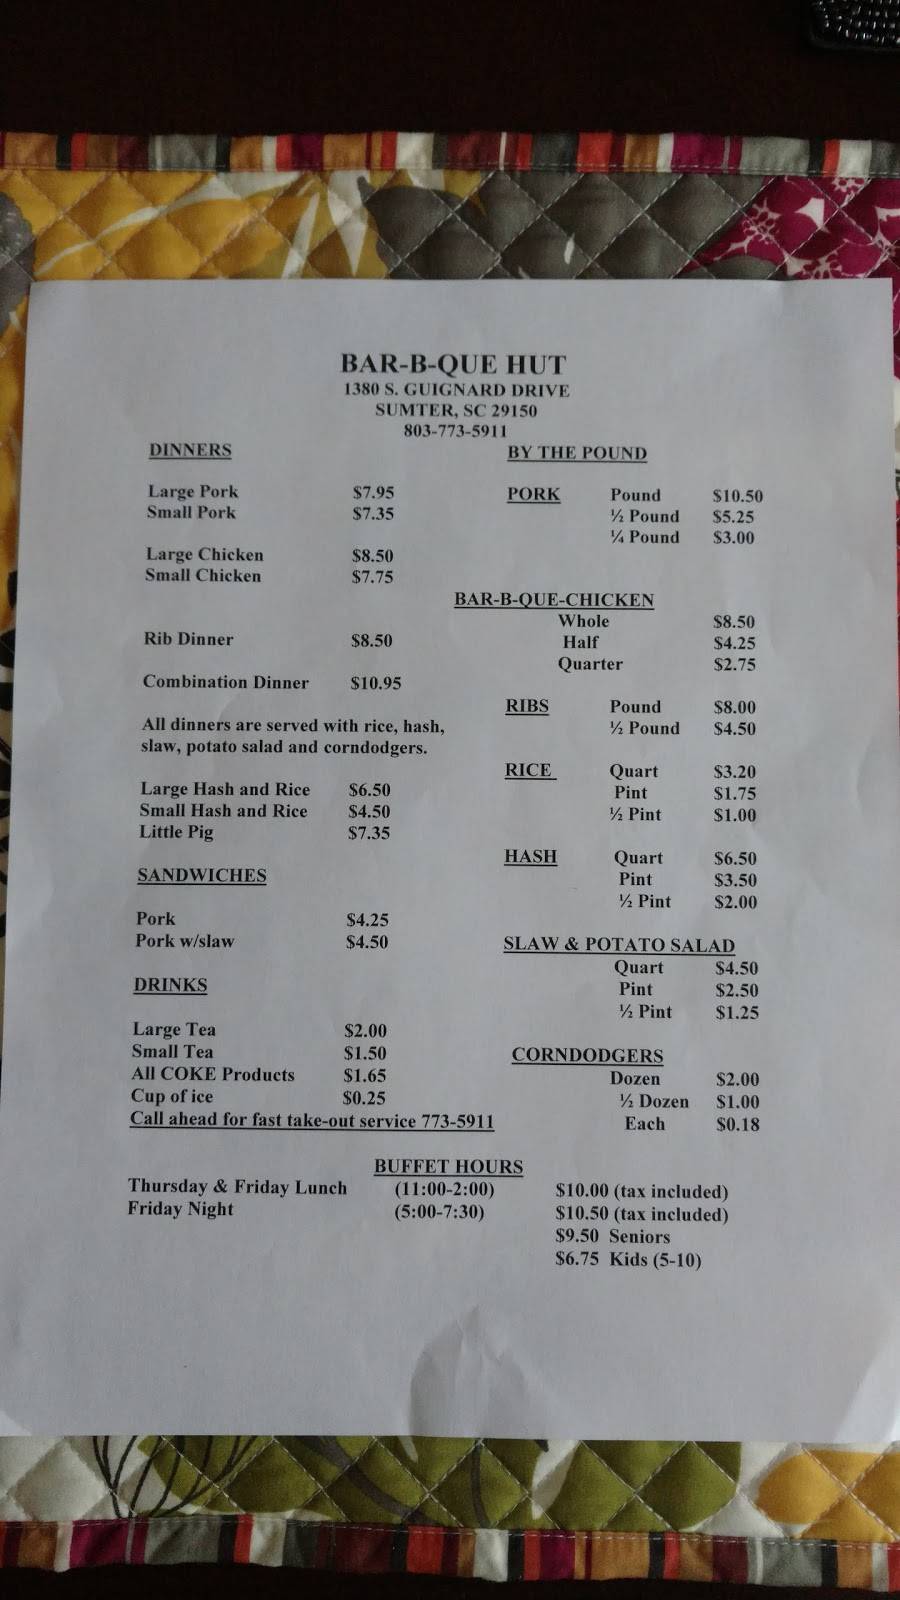 BAR-B-QUE HUT
1380 S. GUIGNARD DRIVE
SUMTER, SC 29150
803-773-5911
DINNERS
Large Pork $7.95
Small Pork $7.35
Large Chicken $8.50
Small Chicken $7.75
Rib Dinner $8.50
Combination Dinner $10.95
All dinners are served with rice, hash,
slaw, potato salad and corndodgers.
Large Hash and Rice $6.50
Small Hash and Rice $4.50
Little Pig $7.35
SANDWICHES
Pork $4.25
Pork w/slaw $4.50
DRINKS
Large Tea $2.00
Small Tea $1.50
All COKE Products $1.65
Cup of ice $0.25
Call ahead for fast take-out service 773-5911
BY THE POUND
PORK Pound $10.50
½ Pound $5.25
¼ Pound $3.00
BAR-B-QUE-CHICKEN
Whole $8.50
Half $4.25
Quarter $2.75
RIBS Pound $8.00
½ Pound $4.50
RICE Quart $3.20
Pint $1.75
½ Pint $1.00
HASH Quart $6.50
Pint $3.50
½ Pint $2.00
SLAW & POTATO SALAD
Quart $4.50
Pint $2.50
½ Pint $1.25
CORNDODGERS
Dozen $2.00
½ Dozen $1.00
Each $0.18
BUFFET HOURS
Thursday & Friday Lunch (11:00-2:00) $10.00 (tax included)
Friday Night (5:00-7:30) $10.50 (tax included)
$9.50 Seniors
$6.75 Kids (5-10)